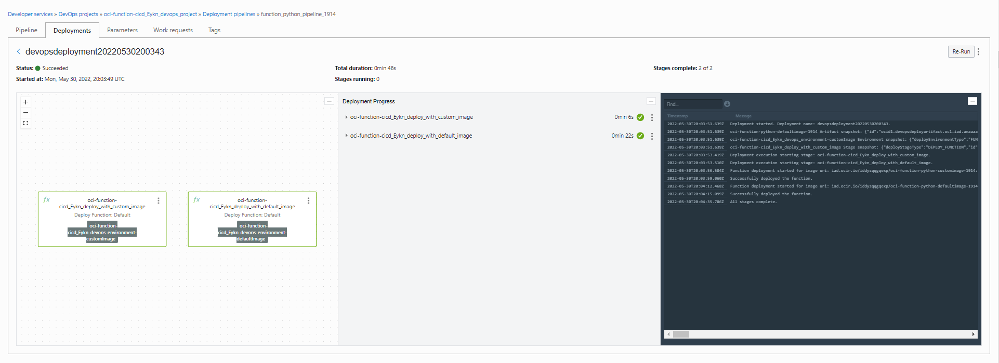 Developer services » DevOps projects » oci-function-cicd_Eykn_devops_project » Deployment pipelines » function_python_pipeline_1914
Pipeline Deployments Parameters Work requests Tags
devopsdeployment20220530200343
Re-Run
Status: Succeeded
Total duration: 0min 46s
Stages complete: 2 of 2
Started at: Mon, May 30, 2022, 20:03:49 UTC
Stages running: 0
oci-function-
cicd_Eykn_deploy_with_custom_image
Deploy Function: Default
oci-function-
cicd_Eykn_devops_environment-
customImage
oci-function-
cicd_Eykn_deploy_with_default_image
Deploy Function: Default
oci-function-
cicd_Eykn_devops_environment-
defaultImage
Deployment Progress
oci-function-cicd_Eykn_deploy_with_custom_image 0min 6s
oci-function-cicd_Eykn_deploy_with_default_image 0min 22s
Find...
Timestamp Message
2022-05-30T20:03:51.639Z Deployment started. Deployment name: devopsdeployment20220530200343.
2022-05-30T20:03:51.639Z oci-function-python-defaultimage-1914 Artifact snapshot: {"id":"ocid1.devopsdeployartifact.oc1.iad.amaaaa
2022-05-30T20:03:51.639Z oci-function-cicd_Eykn_devops_environment-customImage Environment snapshot: {"deployEnvironmentType":"FUN
2022-05-30T20:03:51.639Z oci-function-cicd_Eykn_deploy_with_custom_image Stage snapshot: {"deployStageType":"DEPLOY_FUNCTION","id"
2022-05-30T20:03:53.419Z Deployment execution starting stage: oci-function-cicd_Eykn_deploy_with_custom_image.
2022-05-30T20:03:53.510Z Deployment execution starting stage: oci-function-cicd_Eykn_deploy_with_default_image.
2022-05-30T20:03:56.504Z Function deployment started for image uri: iad.ocir.io/iddysqqgqexp/oci-function-python-customimage-1914:
2022-05-30T20:03:59.060Z Successfully deployed the function.
2022-05-30T20:04:12.468Z Function deployment started for image uri: iad.ocir.io/iddysqqgqexp/oci-function-python-defaultimage-1914
2022-05-30T20:04:15.099Z Successfully deployed the function.
2022-05-30T20:04:35.786Z All stages complete.